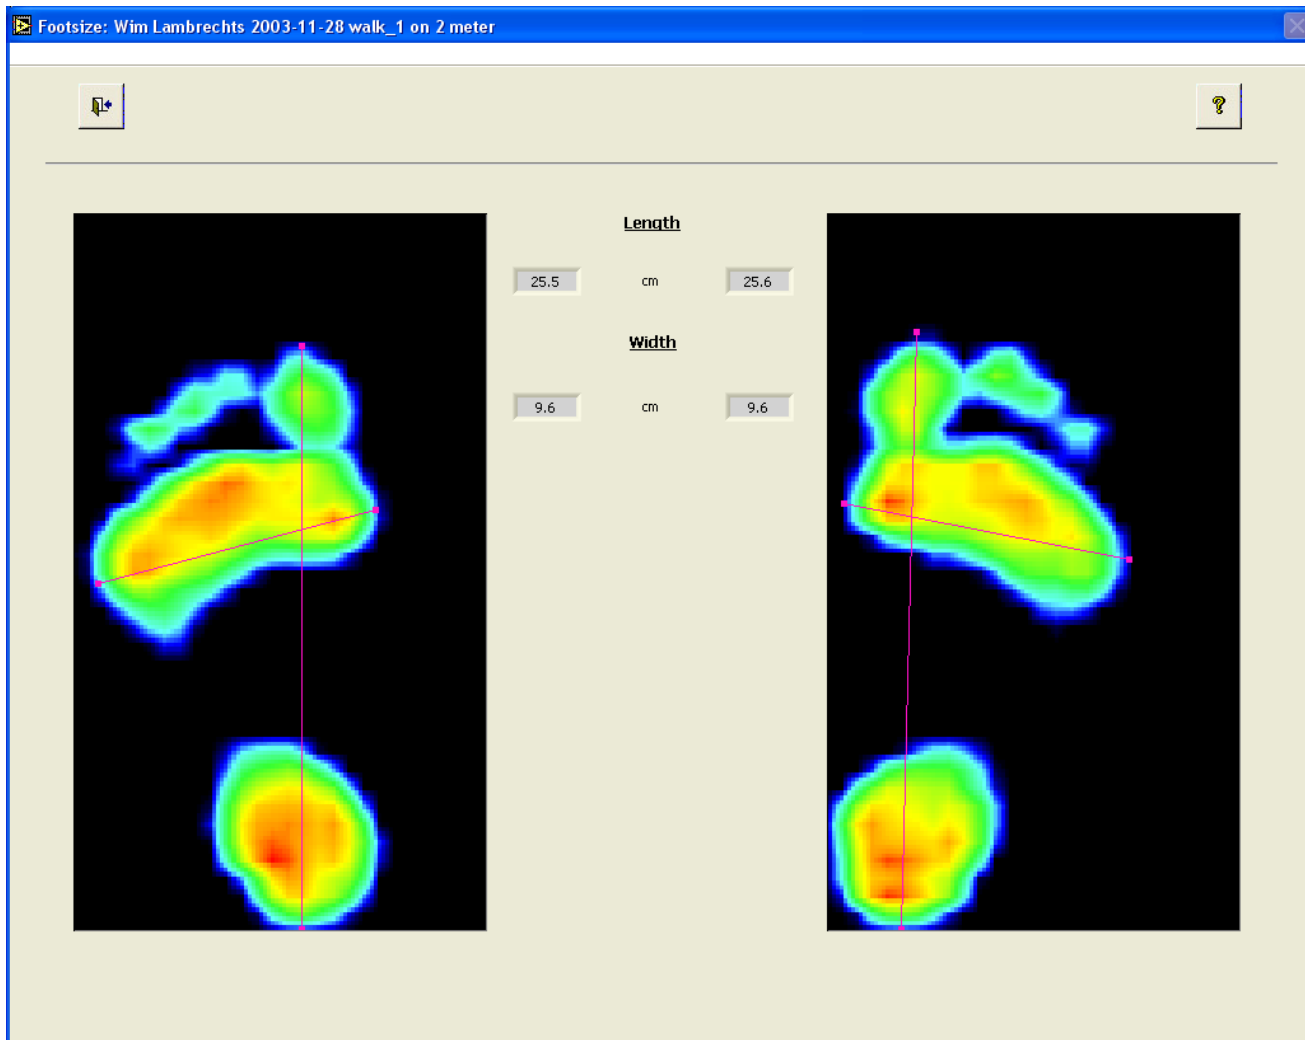 Footsize: Wim Lambrechts 2003-11-28 walk_1 on 2 meter
?
Length
25.5 cm 25.6
Width
9.6 cm 9.6